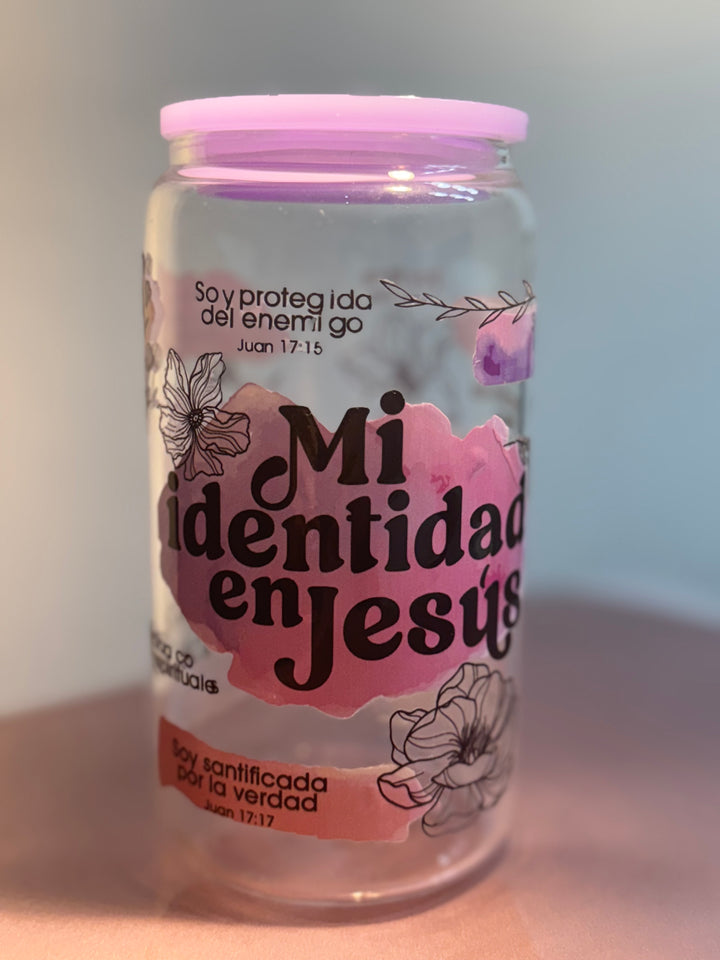 Soy protegida
del enemigo
Juan 17:15
Mi
identidad
en Jesús
Soy santificada
por la verdad
Juan 17:17